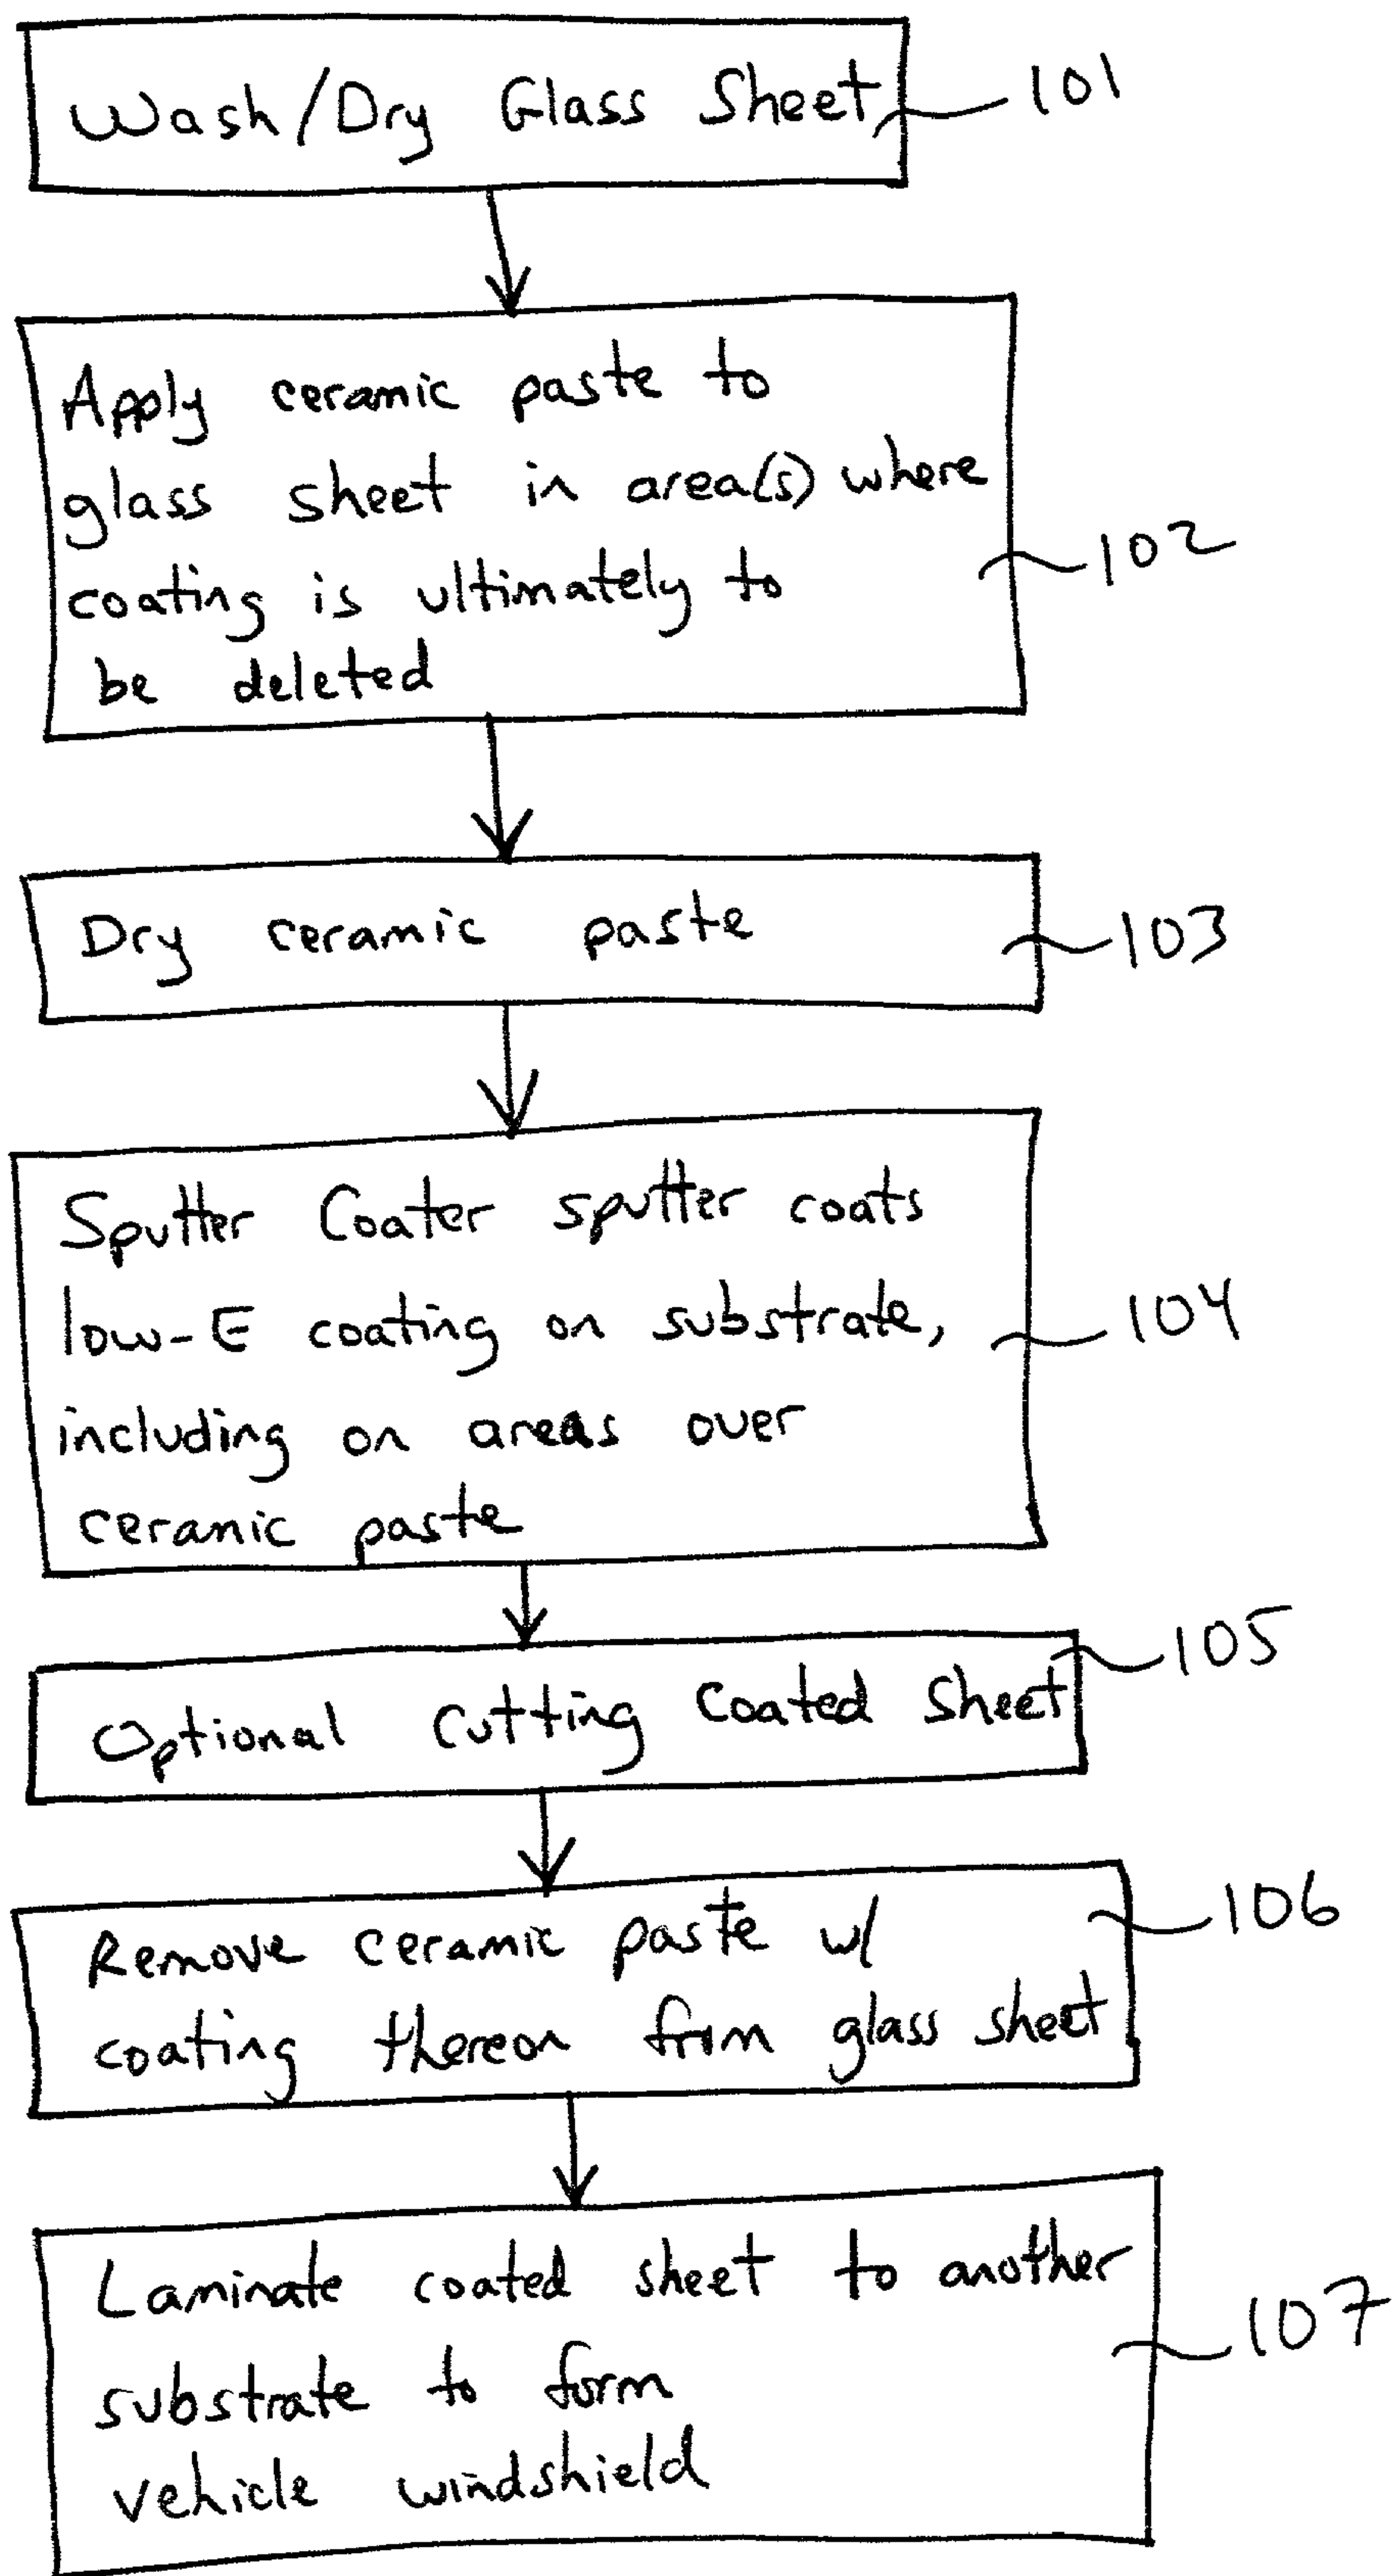 Wash/Dry Glass Sheet
101
Apply ceramic paste to
glass sheet in area(s) where
coating is ultimately to
be deleted
102
Dry ceramic paste
103
Sputter Coater sputter coats
low-E coating on substrate,
including on areas over
ceramic paste
104
Optional Cutting Coated Sheet
105
Remove ceramic paste w/
coating thereon from glass sheet
106
Laminate coated sheet to another
substrate to form
vehicle windshield
107